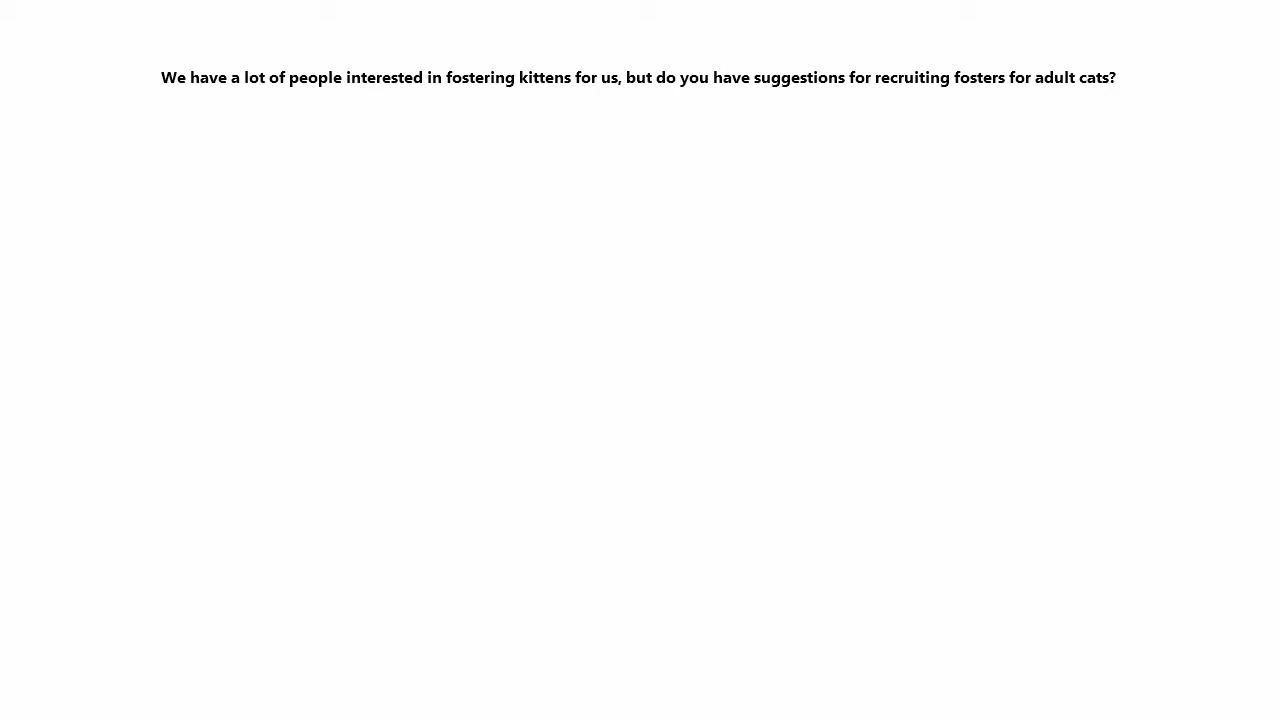 We have a lot of people interested in fostering kittens for us, but do you have suggestions for recruiting fosters for adult cats?